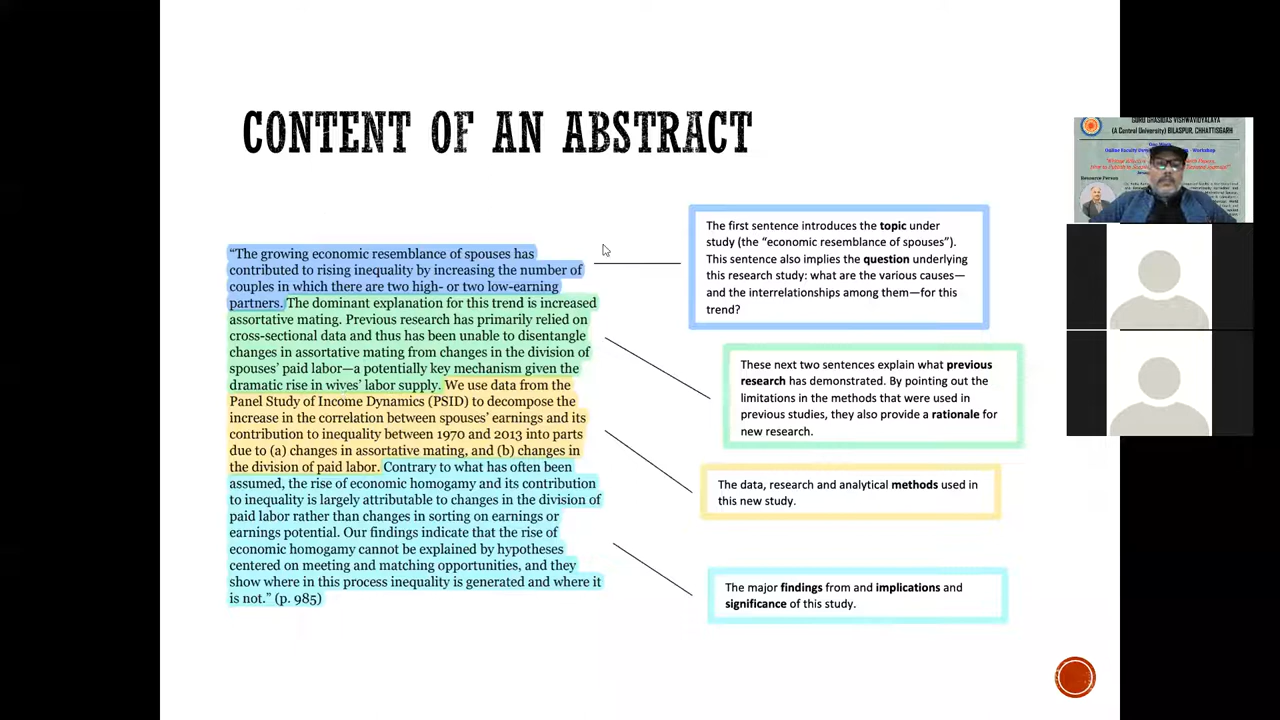 CONTENT OF AN ABSTRACT
“The growing economic resemblance of spouses has
contributed to rising inequality by increasing the number of
couples in which there are two high- or two low-earning
partners. The dominant explanation for this trend is increased
assortative mating. Previous research has primarily relied on
cross-sectional data and thus has been unable to disentangle
changes in assortative mating from changes in the division of
spouses’ paid labor—a potentially key mechanism given the
dramatic rise in wives’ labor supply. We use data from the
Panel Study of Income Dynamics (PSID) to decompose the
increase in the correlation between spouses’ earnings and its
contribution to inequality between 1970 and 2013 into parts
due to (a) changes in assortative mating, and (b) changes in
the division of paid labor. Contrary to what has often been
assumed, the rise of economic homogamy and its contribution
to inequality is largely attributable to changes in the division of
paid labor rather than changes in sorting on earnings or
earnings potential. Our findings indicate that the rise of
economic homogamy cannot be explained by hypotheses
centered on meeting and matching opportunities, and they
show where in this process inequality is generated and where it
is not.” (p. 985)
The first sentence introduces the topic under
study (the “economic resemblance of spouses”).
This sentence also implies the question underlying
this research study: what are the various causes—
and the interrelationships among them—for this
trend?
These next two sentences explain what previous
research has demonstrated. By pointing out the
limitations in the methods that were used in
previous studies, they also provide a rationale for
new research.
The data, research and analytical methods used in
this new study.
The major findings from and implications and
significance of this study.
GURU GHASIDAS VISHWAVIDYALAYA
(A Central University) BILASPUR, CHHATTISGARH
Online Faculty - Workshop
Resource Person